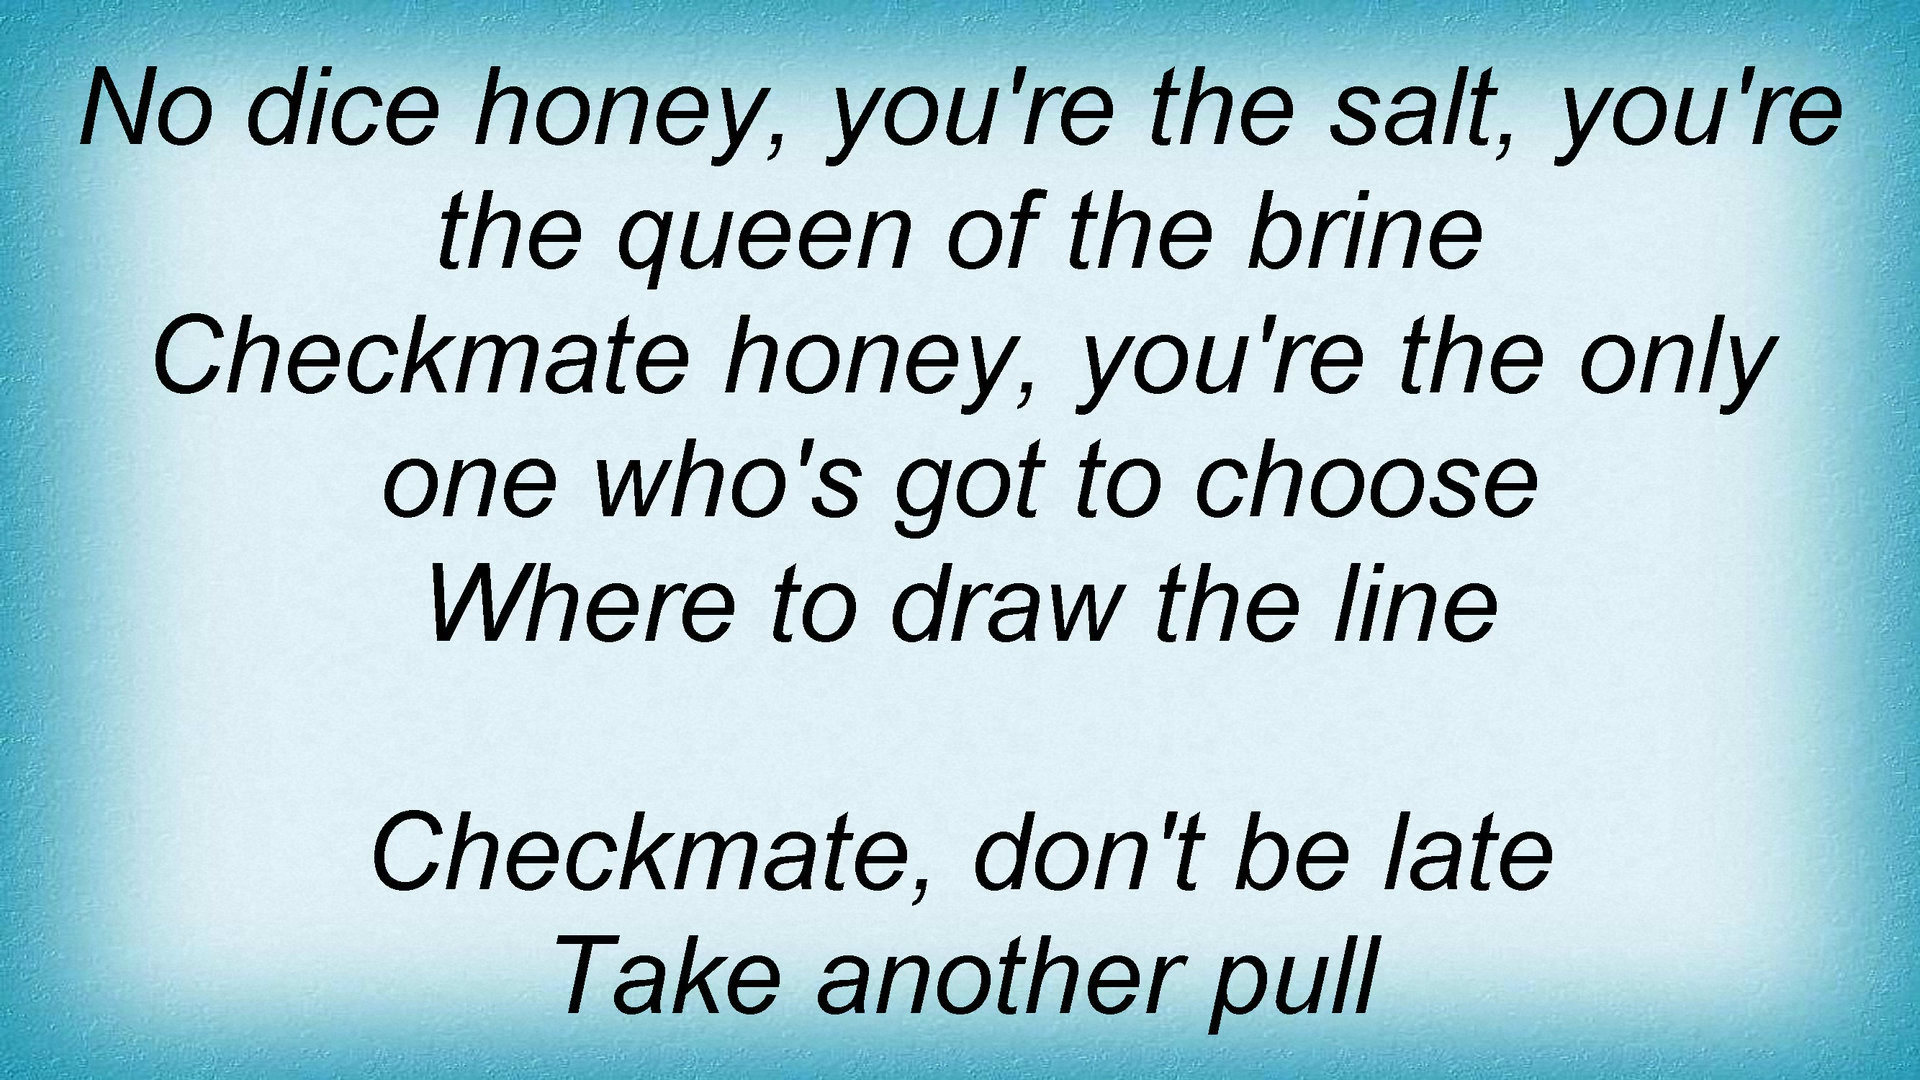 No dice honey, you're the salt, you're
the queen of the brine
Checkmate honey, you're the only
one who's got to choose
Where to draw the line
Checkmate, don't be late
Take another pull